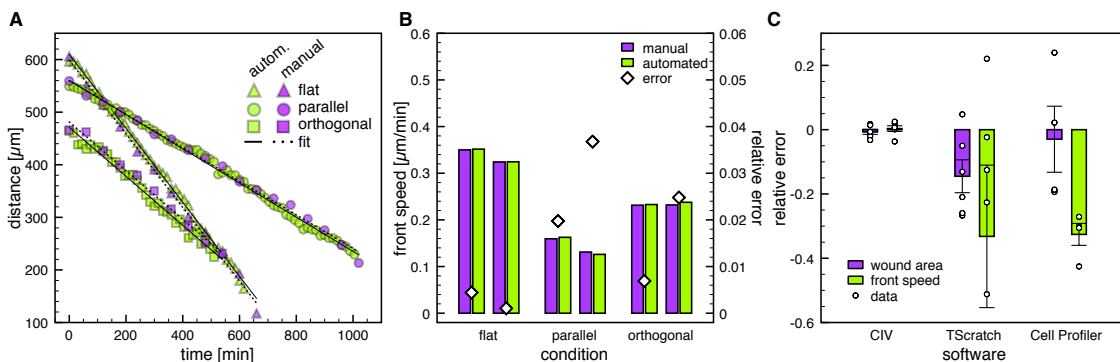 A
distance [µm]
600
500
400
300
200
100
0
200
400
600
800
1000
time [min]
autom.
manual
flat
parallel
orthogonal
fit
B
front speed [µm/min]
0.6
0.5
0.4
0.3
0.2
0.1
0
flat
parallel
orthogonal
condition
manual
automated
error
0.06
0.05
0.04
0.03
0.02
0.01
0
relative error
C
relative error
0
-0.2
-0.4
-0.6
wound area
front speed
data
CIV
TScratch
Cell Profiler
software